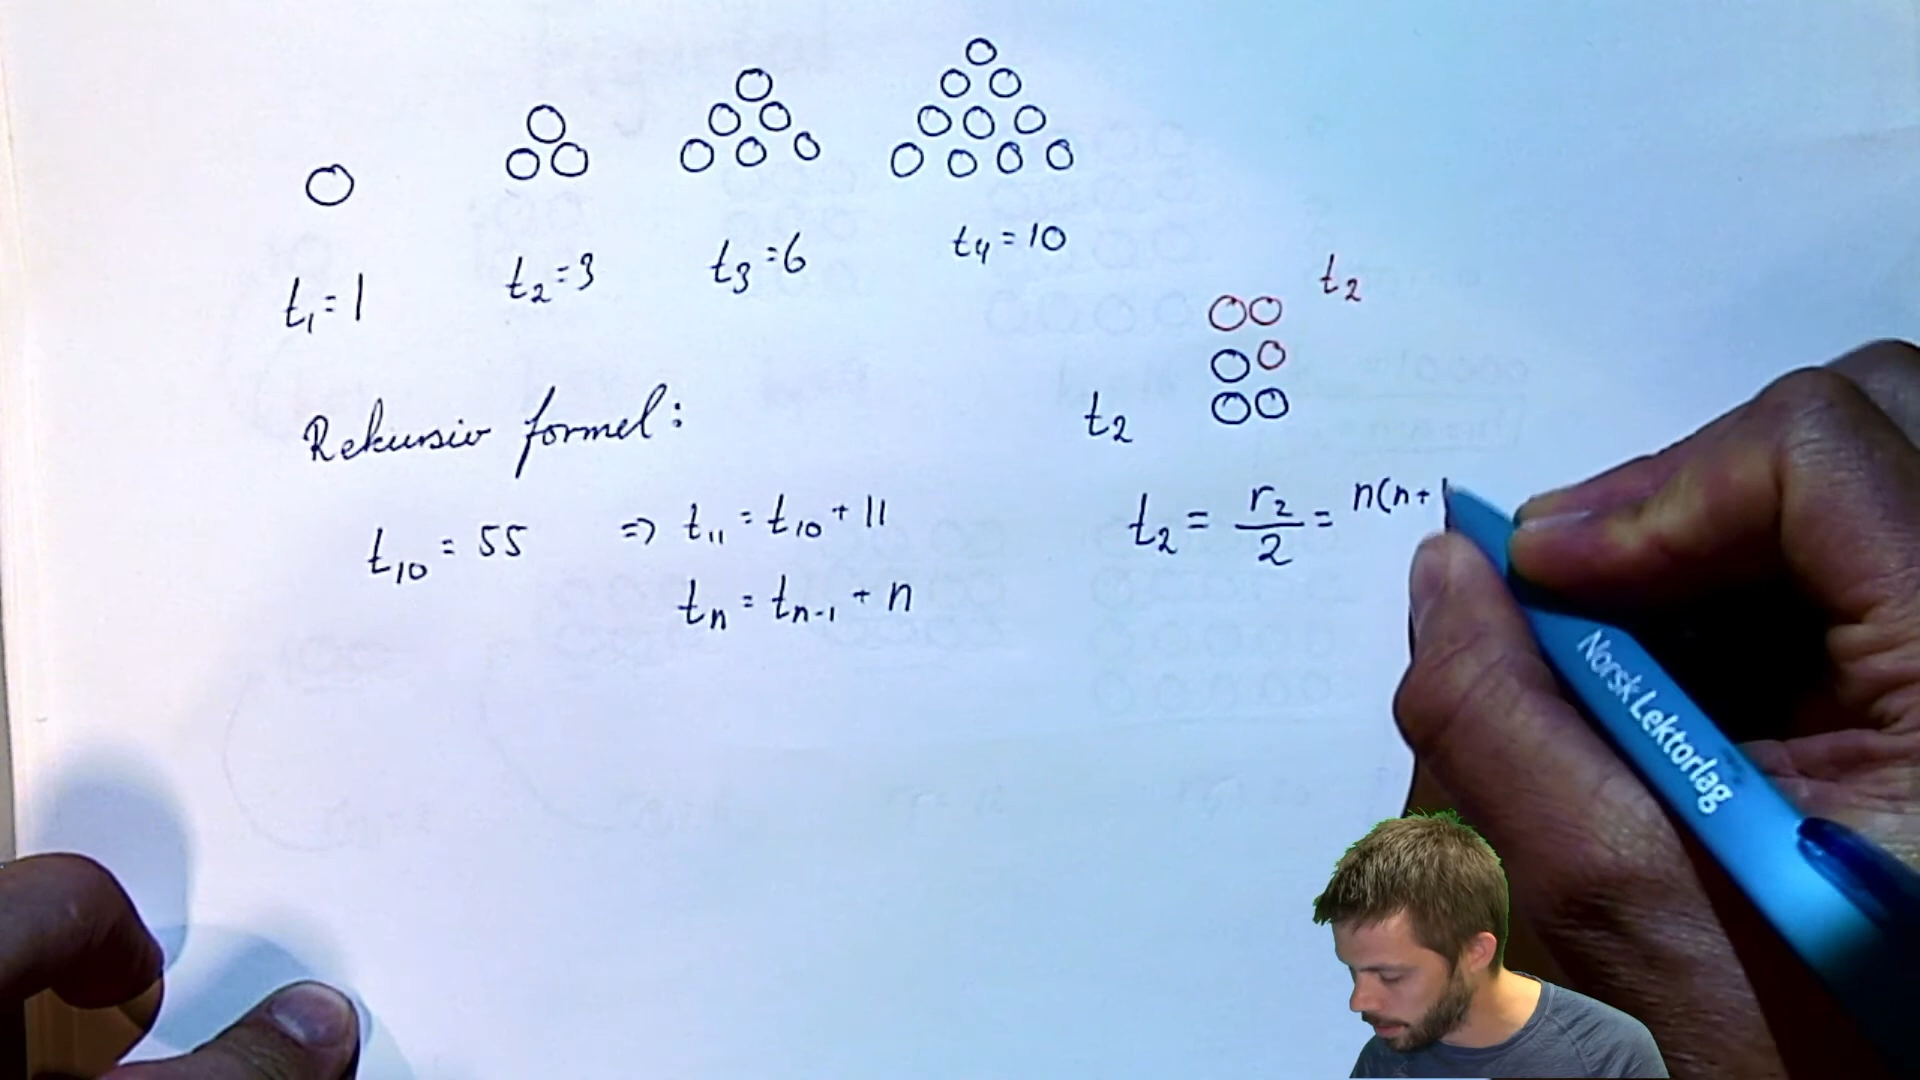 t₁=1
t₂=3
t₃=6
t₄=10
t₂
t₂
Rekursiv formel:
t₁₀ = 55 => t₁₁ = t₁₀ + 11
tₙ = tₙ₋₁ + n
t₂ = r₂/2 = n(n+1
Norsk Lektorlag